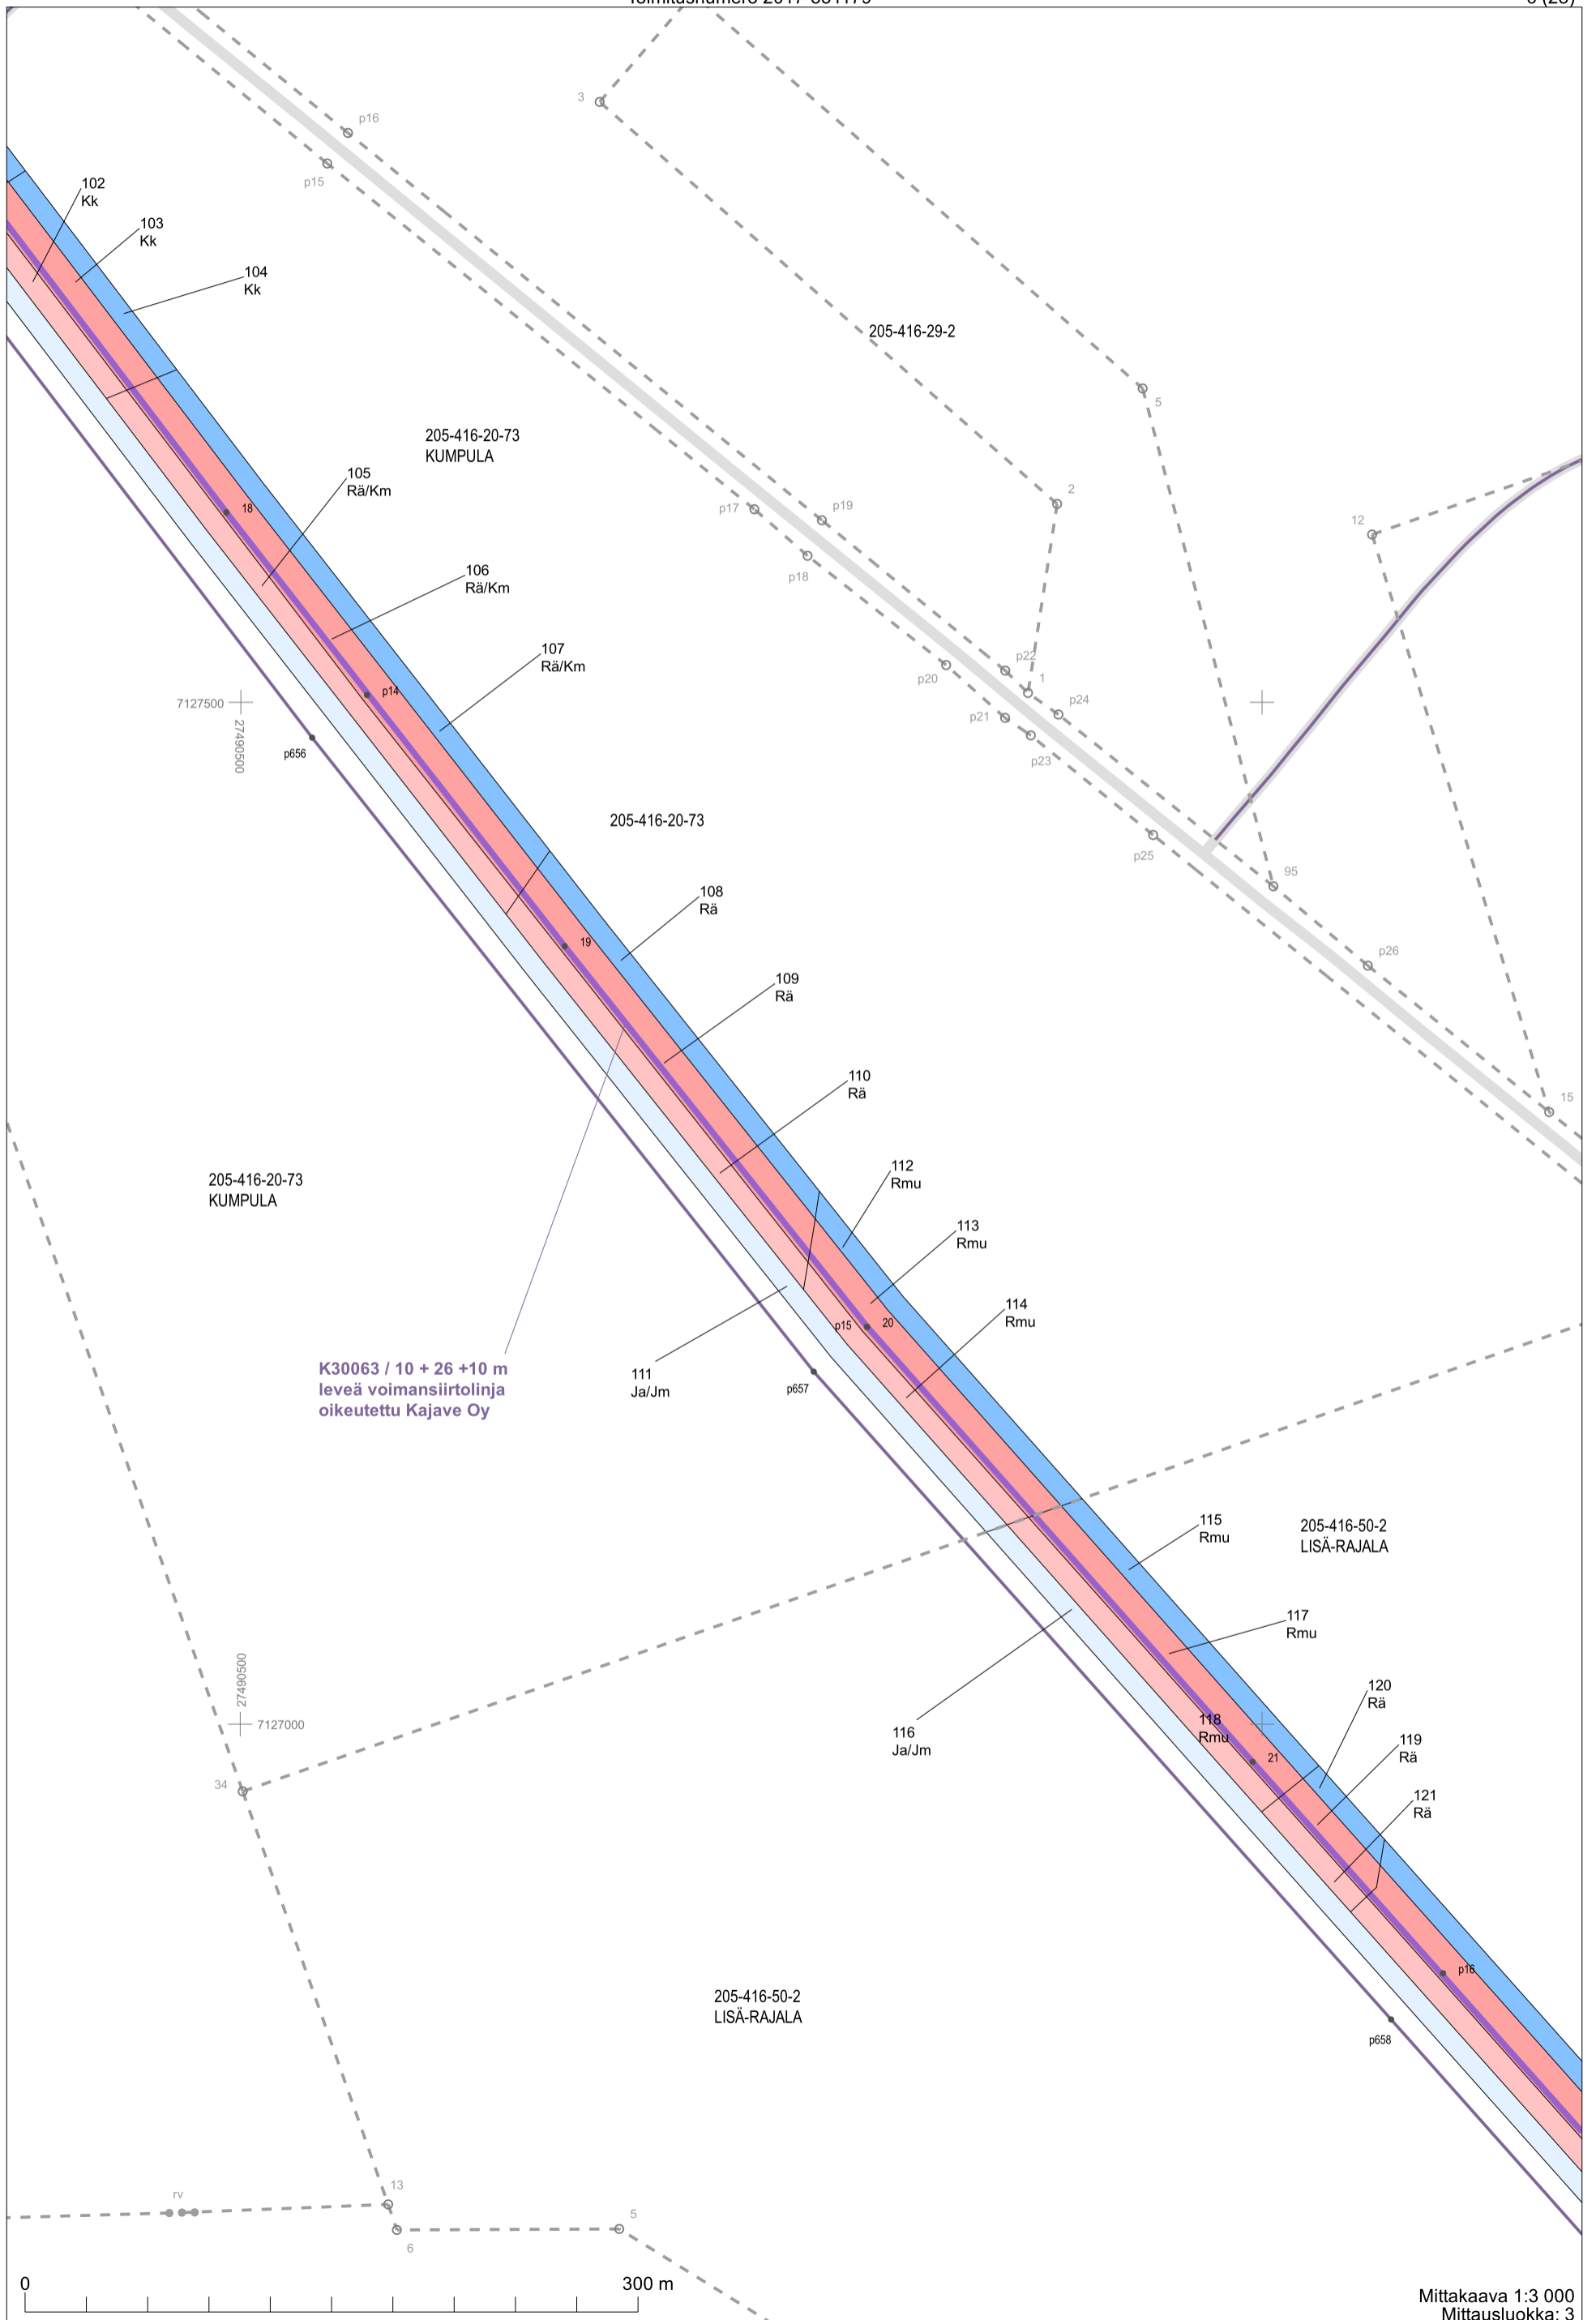 3
p16
p15
102
Kk
103
Kk
104
Kk
205-416-29-2
5
205-416-20-73
KUMPULA
105
Rä/Km
18
2
p17
p19
12
p18
106
Rä/Km
107
Rä/Km
p22
p20
1
p14
p24
7127500
27490500
p21
p23
p656
205-416-20-73
p25
95
108
Rä
19
p26
109
Rä
110
Rä
15
112
Rmu
205-416-20-73
KUMPULA
113
Rmu
114
Rmu
p15
20
K30063 / 10 + 26 +10 m
leveä voimansiirtolinja
oikeutettu Kajave Oy
111
Ja/Jm
p657
115
Rmu
205-416-50-2
LISÄ-RAJALA
117
Rmu
27490500
7127000
120
Rä
118
Rmu
116
Ja/Jm
119
Rä
21
34
121
Rä
p16
205-416-50-2
LISÄ-RAJALA
p658
13
rv
5
6
0
300 m
Mittakaava 1:3 000
Mittausluokka: 3